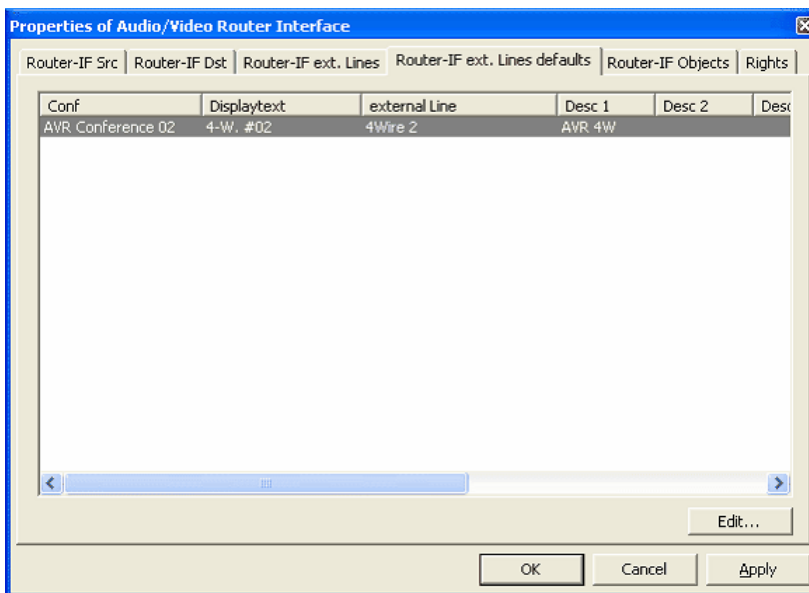 Properties of Audio/Video Router Interface
Router-IF Src Router-IF Dst Router-IF ext. Lines Router-IF ext. Lines defaults Router-IF Objects Rights
Conf Displaytext external Line Desc 1 Desc 2 Desc
AVR Conference 02 4-W. #02 4Wire 2 AVR 4W
Edit...
OK Cancel Apply